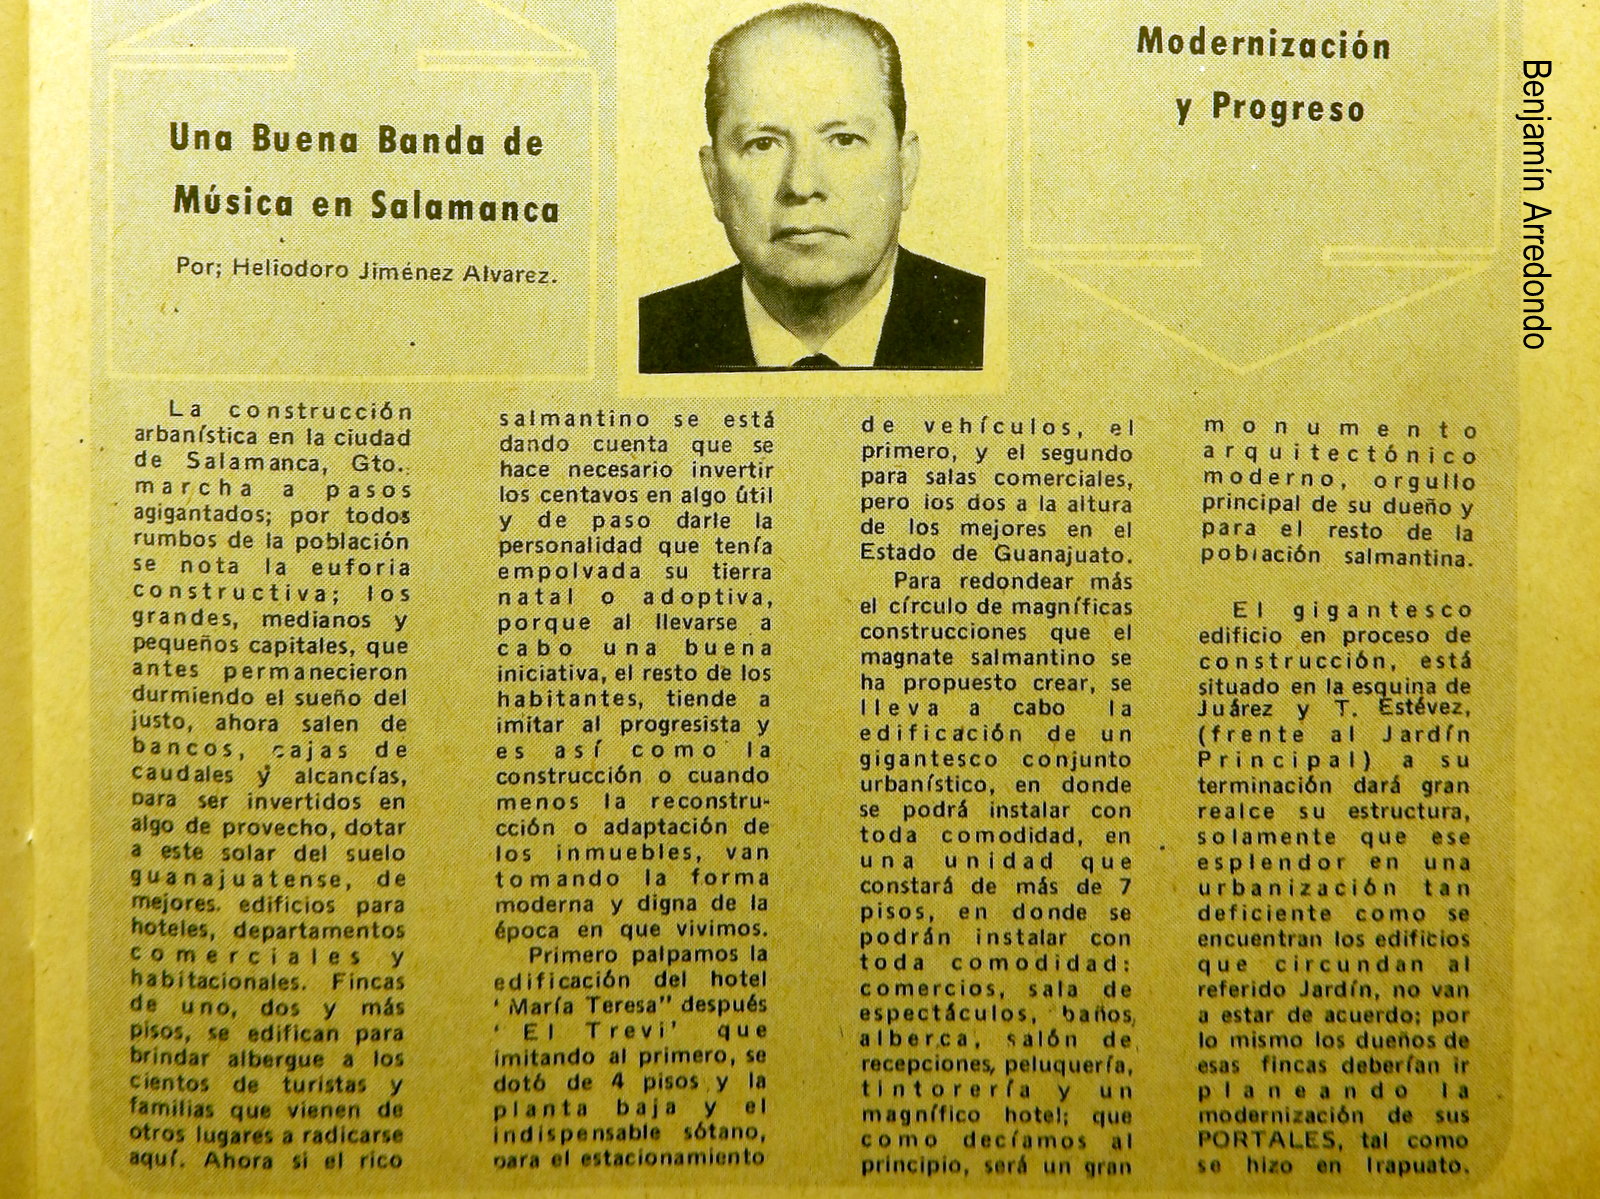 Una Buena Banda de
Música en Salamanca
Por; Heliodoro Jiménez Alvarez.
Modernización
y Progreso
Benjamín Arredondo
La construcción
arbanística en la ciudad
de Salamanca, Gto.
marcha a pasos
agigantados; por todos
rumbos de la población
se nota la euforia
constructiva; los
grandes, medianos y
pequeños capitales, que
antes permanecieron
durmiendo el sueño del
justo, ahora salen de
bancos, cajas de
caudales y alcancías,
para ser invertidos en
algo de provecho, dotar
a este solar del suelo
guanajuatense, de
mejores. edificios para
hoteles, departamentos
comerciales y
habitacionales. Fincas
de uno, dos y más
pisos, se edifican para
brindar albergue a los
cientos de turistas y
familias que vienen de
otros lugares a radicarse
aquí. Ahora si el rico
salmantino se está
dando cuenta que se
hace necesario invertir
los centavos en algo útil
y de paso darle la
personalidad que tenía
empolvada su tierra
natal o adoptiva,
porque al llevarse a
cabo una buena
iniciativa, el resto de los
habitantes, tiende a
imitar al progresista y
es así como la
construcción o cuando
menos la reconstru-
cción o adaptación de
los inmuebles, van
tomando la forma
moderna y digna de la
época en que vivimos.
Primero palpamos la
edificación del hotel
‘María Teresa” después
‘El Trevi’ que
imitando al primero, se
dotó de 4 pisos y la
planta baja y el
indispensable sótano,
para el estacionamiento
de vehículos, el
primero, y el segundo
para salas comerciales,
pero los dos a la altura
de los mejores en el
Estado de Guanajuato.
Para redondear más
el círculo de magníficas
construcciones que el
magnate salmantino se
ha propuesto crear, se
lleva a cabo la
edificación de un
gigantesco conjunto
urbanístico, en donde
se podrá instalar con
toda comodidad, en
una unidad que
constará de más de 7
pisos, en donde se
podrán instalar con
toda comodidad:
comercios, sala de
espectáculos, baños,
alberca, salón de
recepciones, peluquería,
tintorería y un
magnífico hotel; que
como decíamos al
principio, será un gran
monumento
arquitectónico
moderno, orgullo
principal de su dueño y
para el resto de la
población salmantina.
El gigantesco
edificio en proceso de
construcción, está
situado en la esquina de
Juárez y T. Estévez,
(frente al Jardín
Principal) a su
terminación dará gran
realce su estructura,
solamente que ese
esplendor en una
urbanización tan
deficiente como se
encuentran los edificios
que circundan al
referido Jardín, no van
a estar de acuerdo; por
lo mismo los dueños de
esas fincas deberían ir
planeando la
modernización de sus
PORTALES, tal como
se hizo en Irapuato.